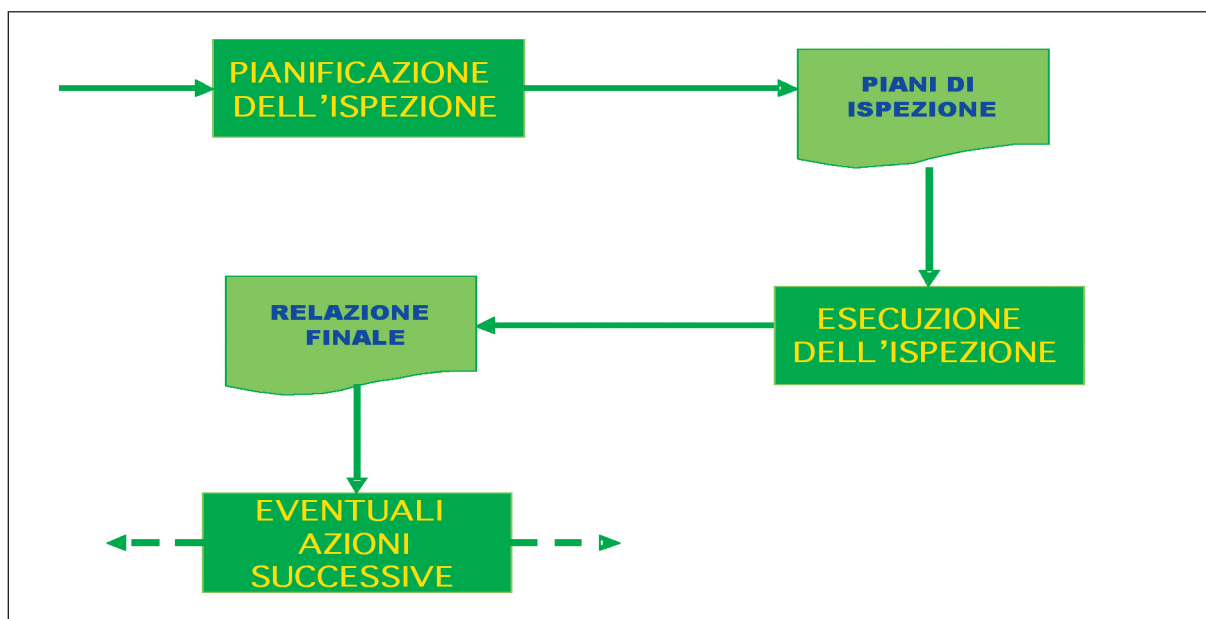 PIANIFICAZIONE
DELL'ISPEZIONE
PIANI DI
ISPEZIONE
ESECUZIONE
DELL'ISPEZIONE
RELAZIONE
FINALE
EVENTUALI
AZIONI
SUCCESSIVE